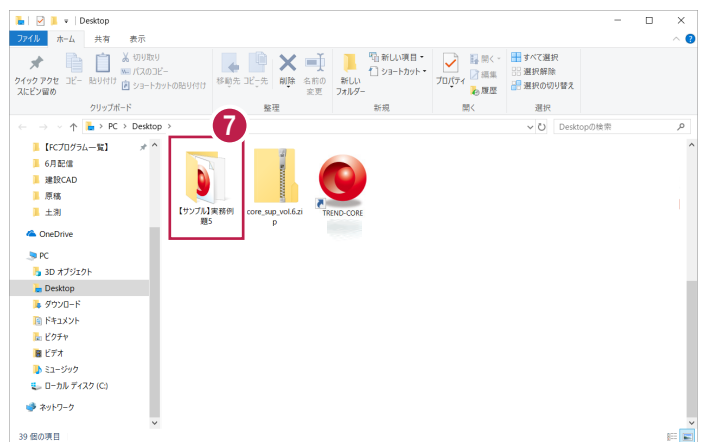 Desktop
ファイル ホーム 共有 表示
クイック アクセスにピン留め
コピー
貼り付け
切り取り
パスのコピー
ショートカットの貼り付け
クリップボード
移動先
コピー先
削除
名前の変更
整理
新しいフォルダー
新しい項目
ショートカット
新規
プロパティ
開く
編集
履歴
開く
すべて選択
選択解除
選択の切り替え
選択
PC > Desktop >
Desktopの検索
7
【FCプログラム一覧】
6月配信
建設CAD
原稿
土測
OneDrive
PC
3D オブジェクト
Desktop
ダウンロード
ドキュメント
ピクチャ
ビデオ
ミュージック
ローカル ディスク (C:)
ネットワーク
【サンプル】実務例
題5
core_sup_vol.6.zi
p
TREND-CORE
39 個の項目